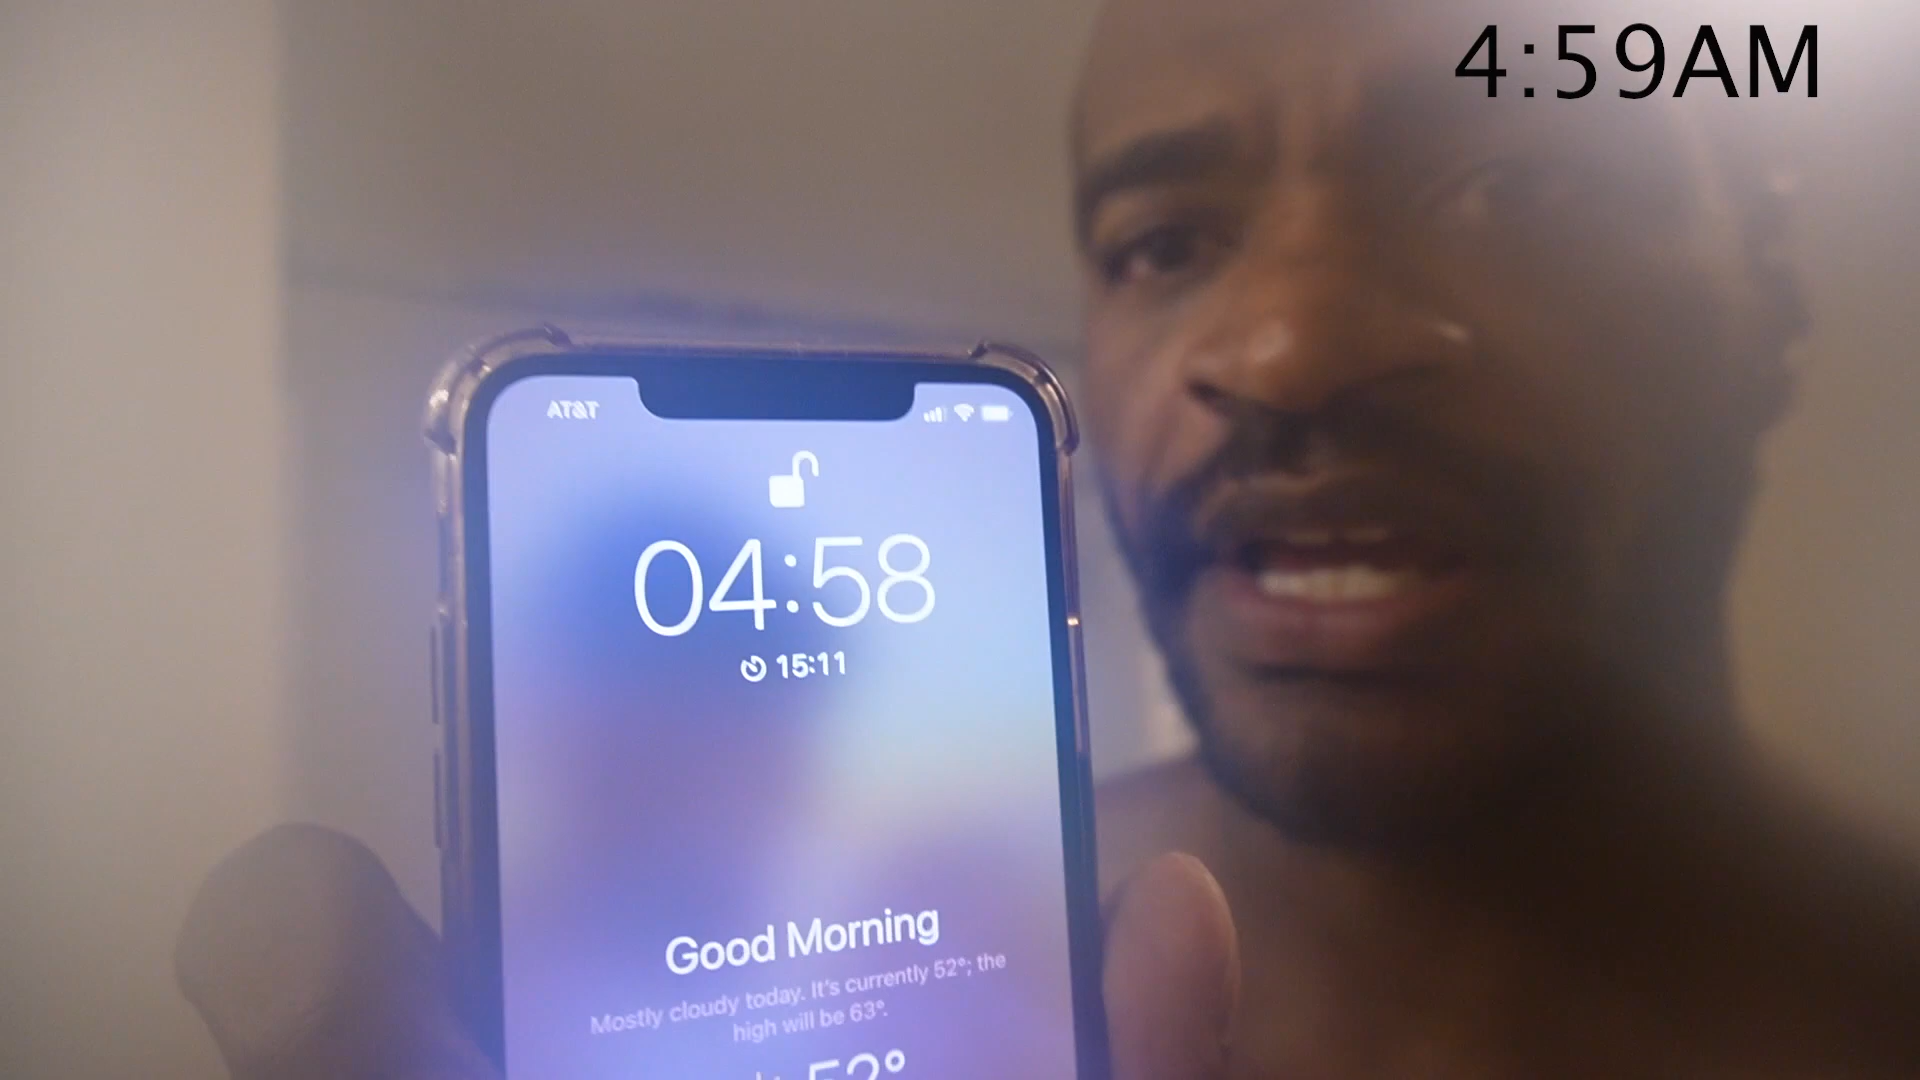 4:59AM
AT&T
04:58
15:11
Good Morning
Mostly cloudy today. It's currently 52°; the
high will be 63°.
52°